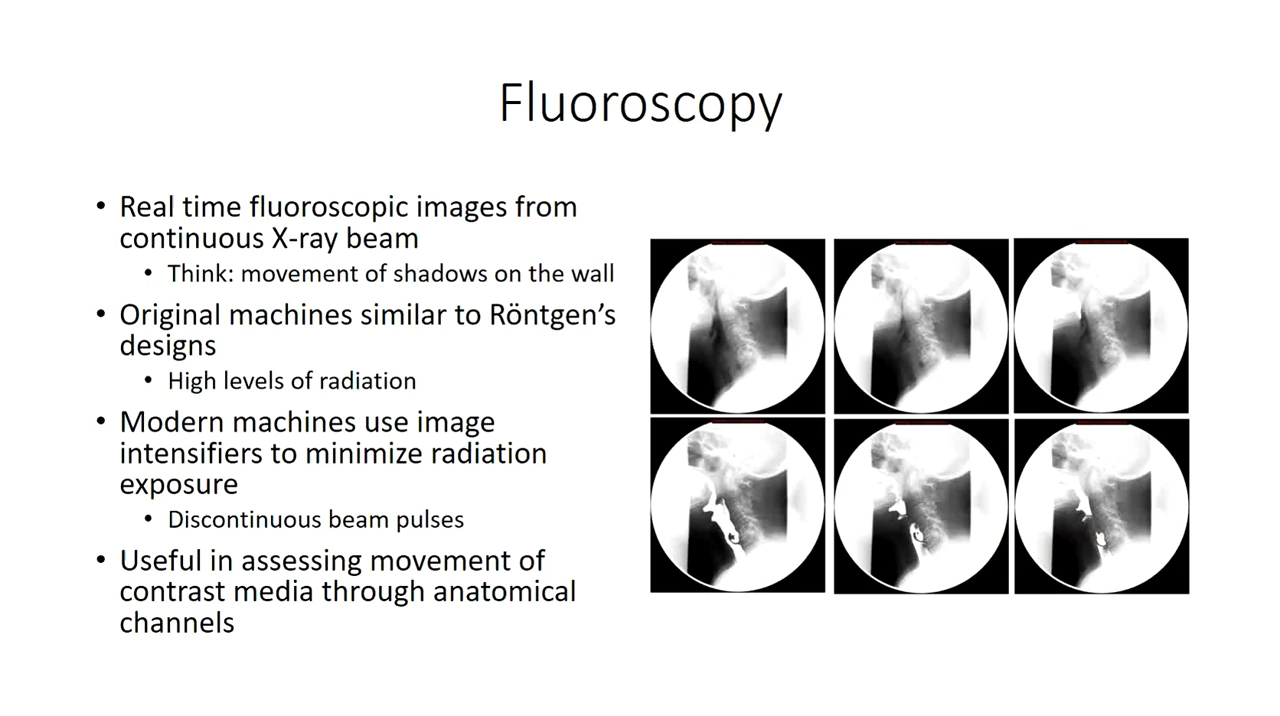 Fluoroscopy
• Real time fluoroscopic images from
continuous X-ray beam
• Think: movement of shadows on the wall
• Original machines similar to Röntgen’s
designs
• High levels of radiation
• Modern machines use image
intensifiers to minimize radiation
exposure
• Discontinuous beam pulses
• Useful in assessing movement of
contrast media through anatomical
channels